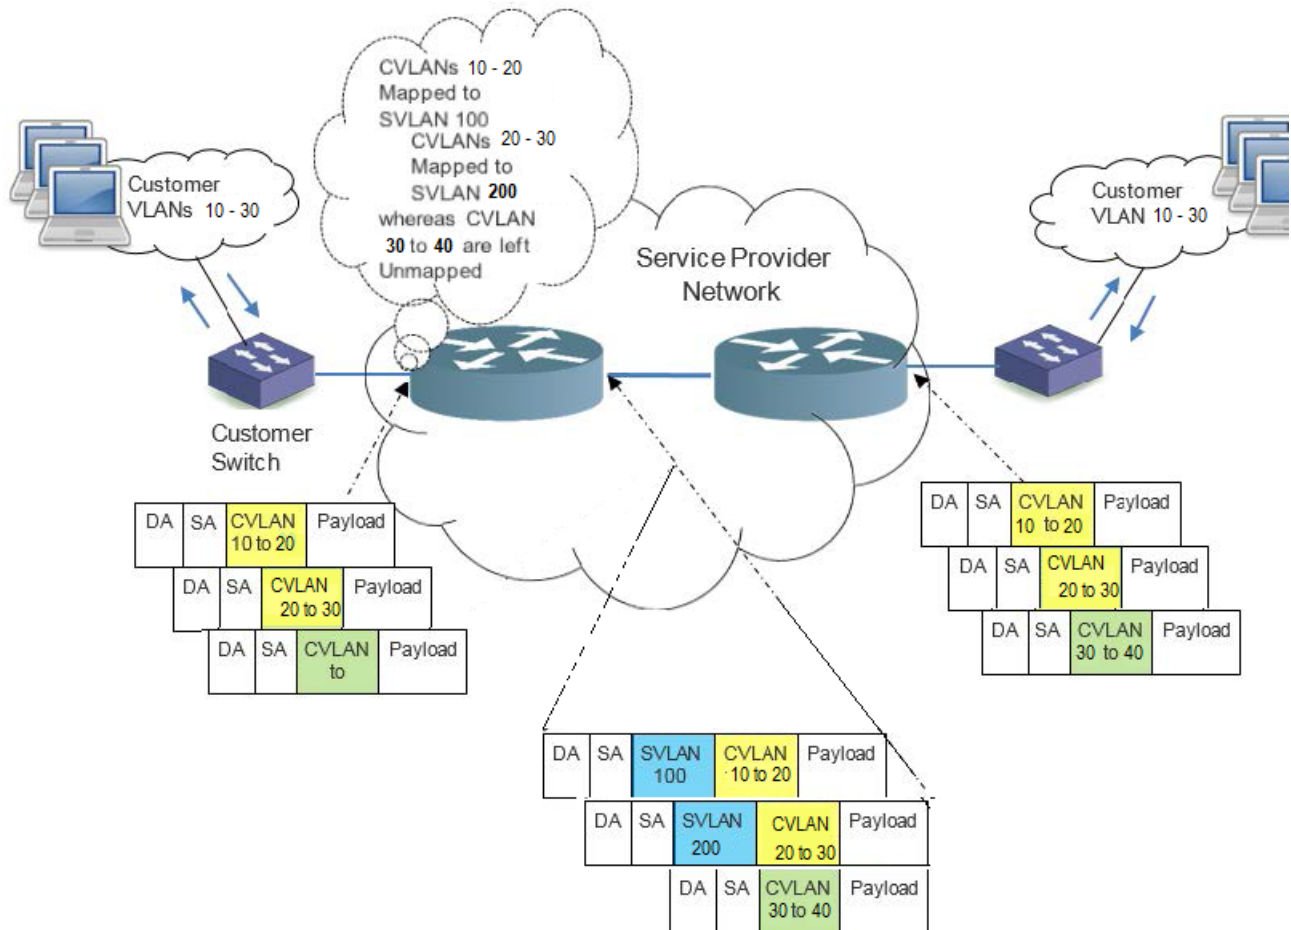 CVLANs 10 - 20
Mapped to
SVLAN 100
CVLANs 20 - 30
Mapped to
SVLAN 200
whereas CVLAN
30 to 40 are left
Unmapped
Customer
VLANs 10 - 30
Customer
VLAN 10 - 30
Service Provider
Network
Customer
Switch
DA SA CVLAN Payload
10 to 20
DA SA CVLAN Payload
20 to 30
DA SA CVLAN Payload
to
DA SA CVLAN Payload
10 to 20
DA SA CVLAN Payload
20 to 30
DA SA CVLAN Payload
30 to 40
DA SA SVLAN CVLAN Payload
100 10 to 20
DA SA SVLAN CVLAN Payload
200 20 to 30
DA SA CVLAN Payload
30 to 40